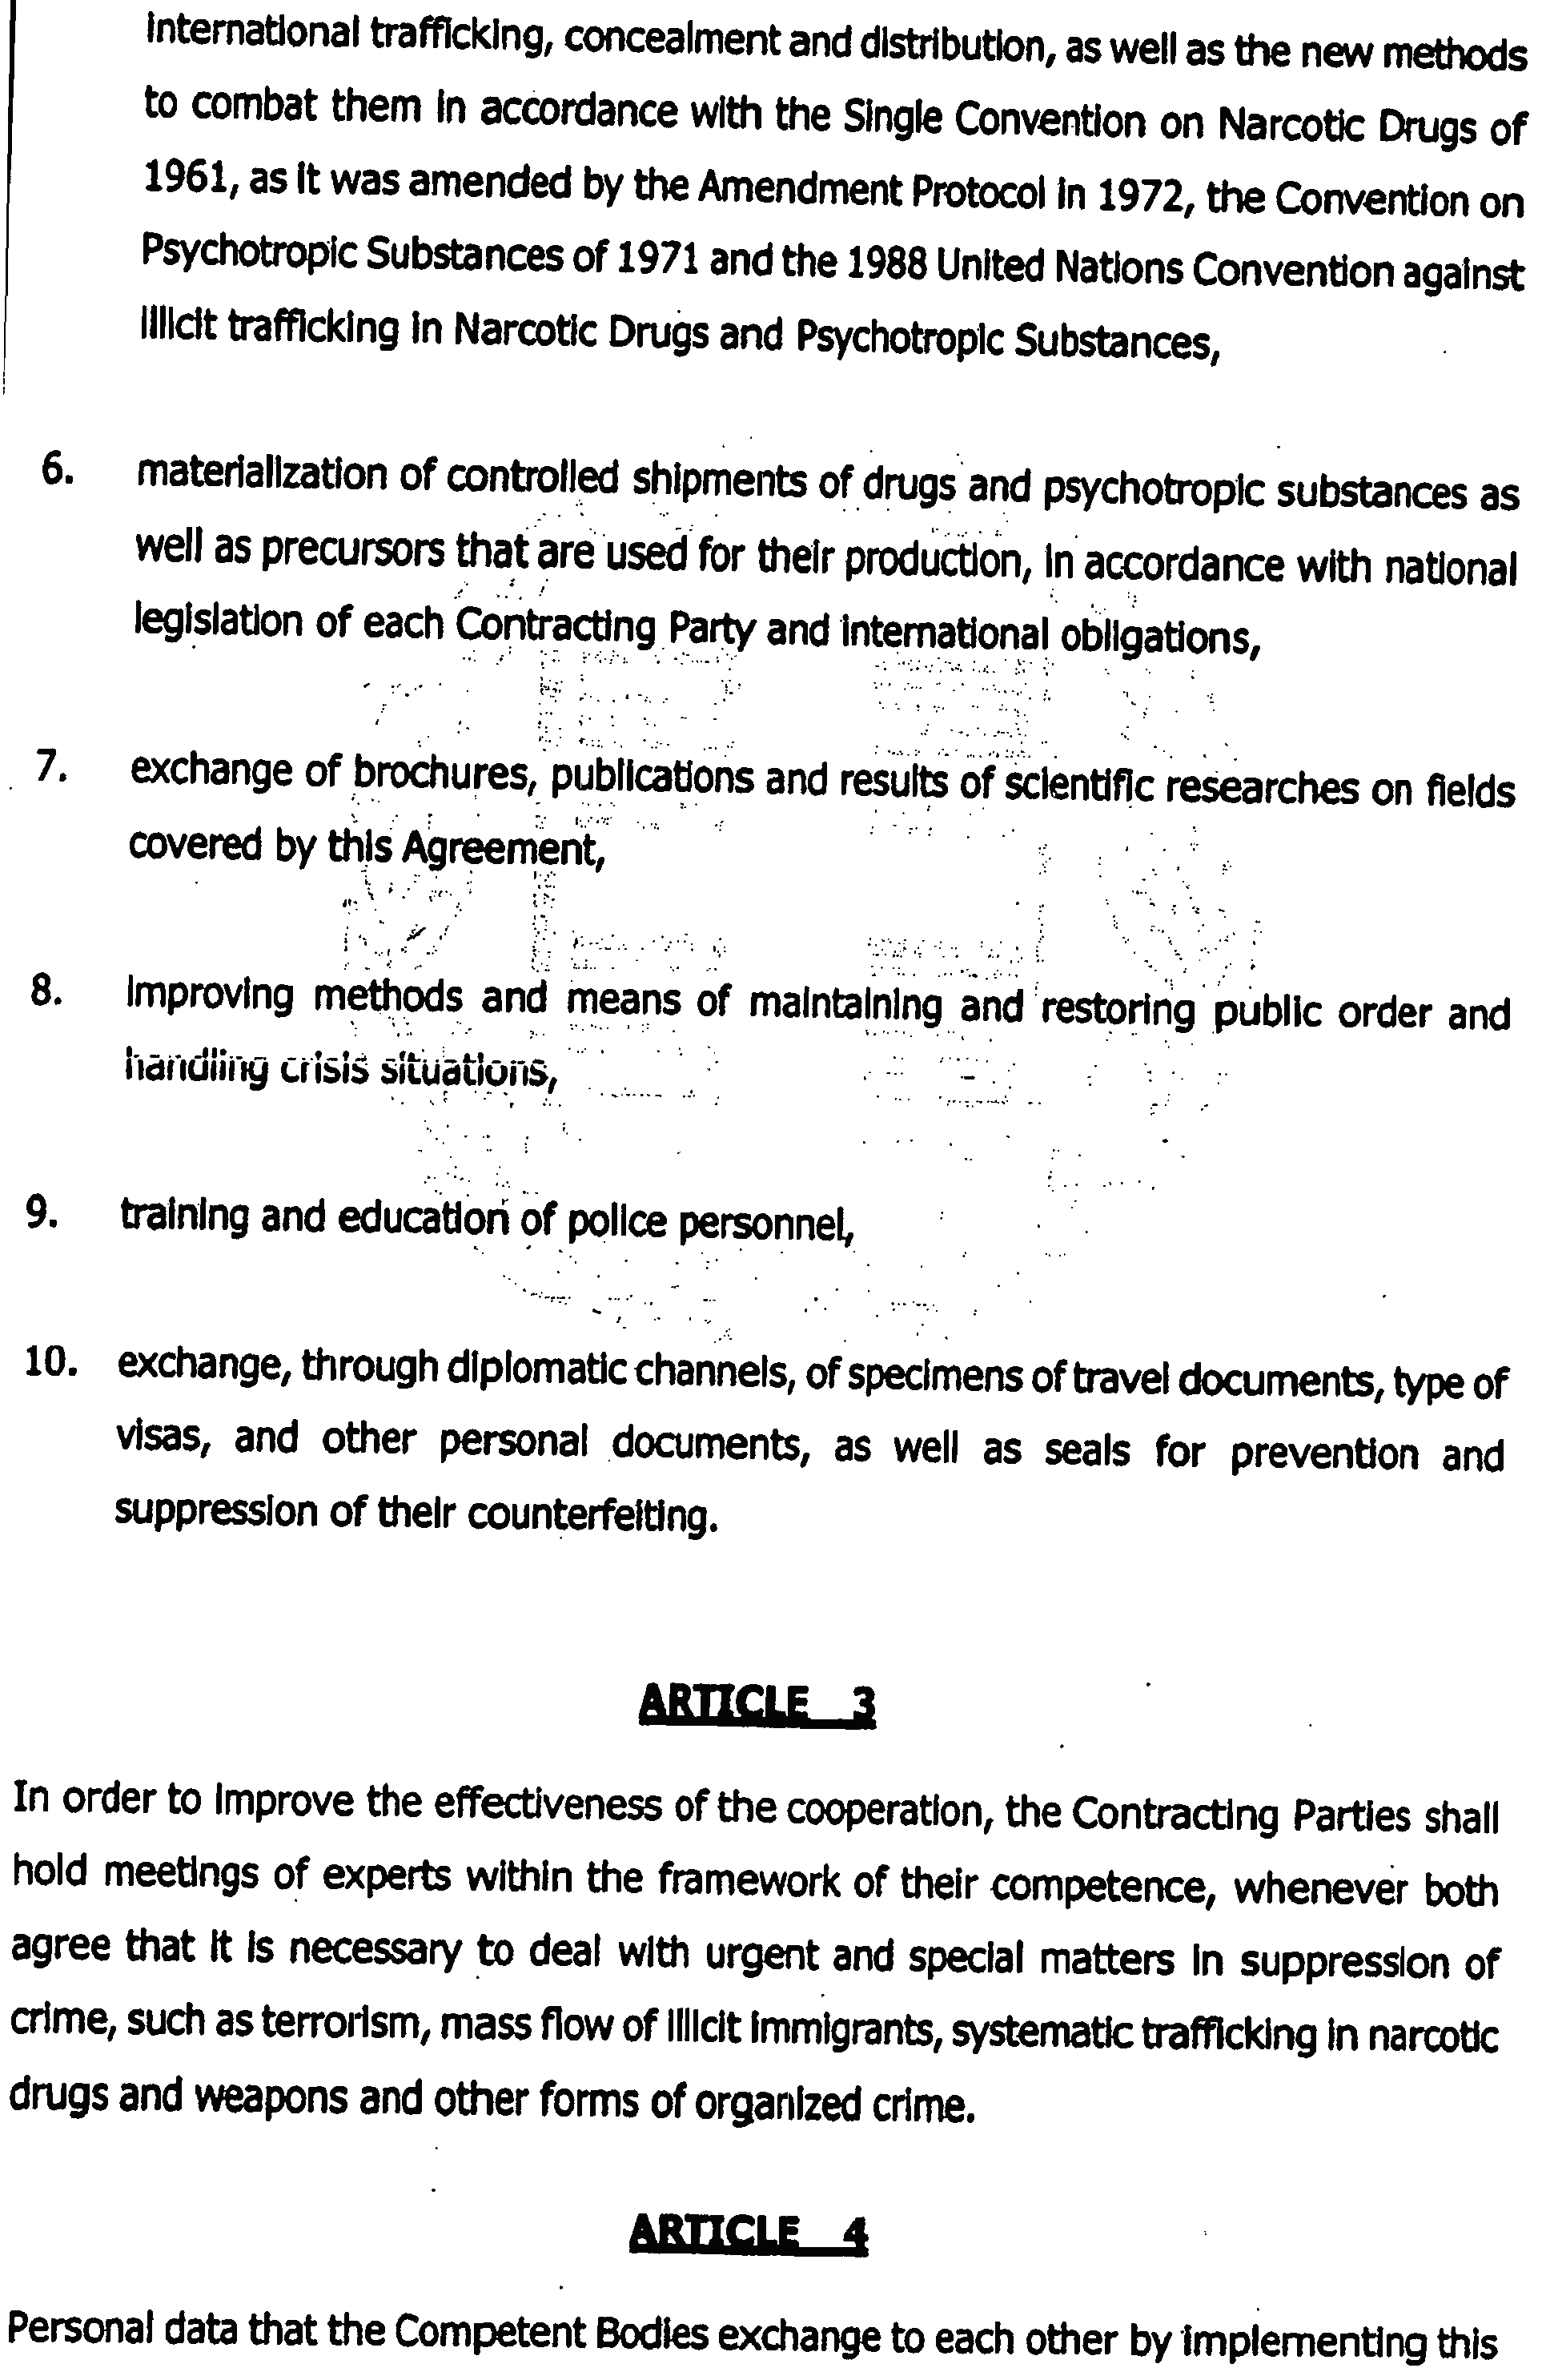 international trafficking, concealment and distribution, as well as the new methods
to combat them in accordance with the Single Convention on Narcotic Drugs of
1961, as it was amended by the Amendment Protocol in 1972, the Convention on
Psychotropic Substances of 1971 and the 1988 United Nations Convention against
illicit trafficking in Narcotic Drugs and Psychotropic Substances,
6. materialization of controlled shipments of drugs and psychotropic substances as
well as precursors that are used for their production, in accordance with national
legislation of each Contracting Party and international obligations,
7. exchange of brochures, publications and results of scientific researches on fields
covered by this Agreement,
8. improving methods and means of maintaining and restoring public order and
handling crisis situations,
9. training and education of police personnel,
10. exchange, through diplomatic channels, of specimens of travel documents, type of
visas, and other personal documents, as well as seals for prevention and
suppression of their counterfeiting.
ARTICLE 3
In order to improve the effectiveness of the cooperation, the Contracting Parties shall
hold meetings of experts within the framework of their competence, whenever both
agree that it is necessary to deal with urgent and special matters in suppression of
crime, such as terrorism, mass flow of illicit immigrants, systematic trafficking in narcotic
drugs and weapons and other forms of organized crime.
ARTICLE 4
Personal data that the Competent Bodies exchange to each other by implementing this